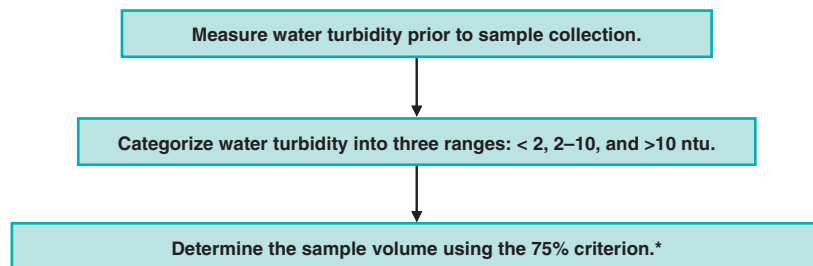 Measure water turbidity prior to sample collection.
Categorize water turbidity into three ranges: < 2, 2–10, and >10 ntu.
Determine the sample volume using the 75% criterion.*